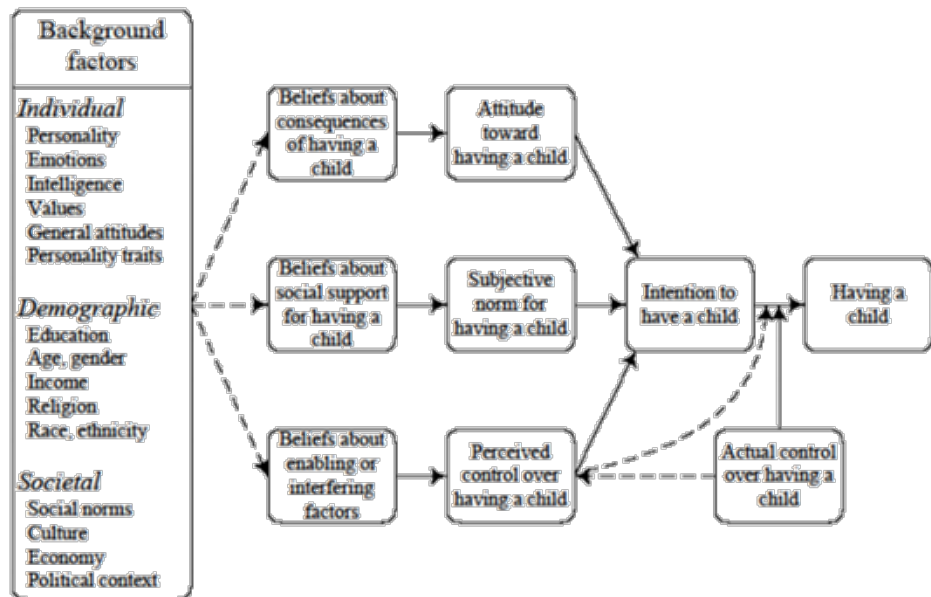 Background
factors
Individual
Personality
Emotions
Intelligence
Values
General attitudes
Personality traits
Demographic
Education
Age, gender
Income
Religion
Race, ethnicity
Societal
Social norms
Culture
Economy
Political context
Beliefs about
consequences
of having a
child
Attitude
toward
having a child
Beliefs about
social support
for having a
child
Subjective
norm for
having a child
Intention to
have a child
Having a
child
Beliefs about
enabling or
interfering
factors
Perceived
control over
having a child
Actual control
over having a
child